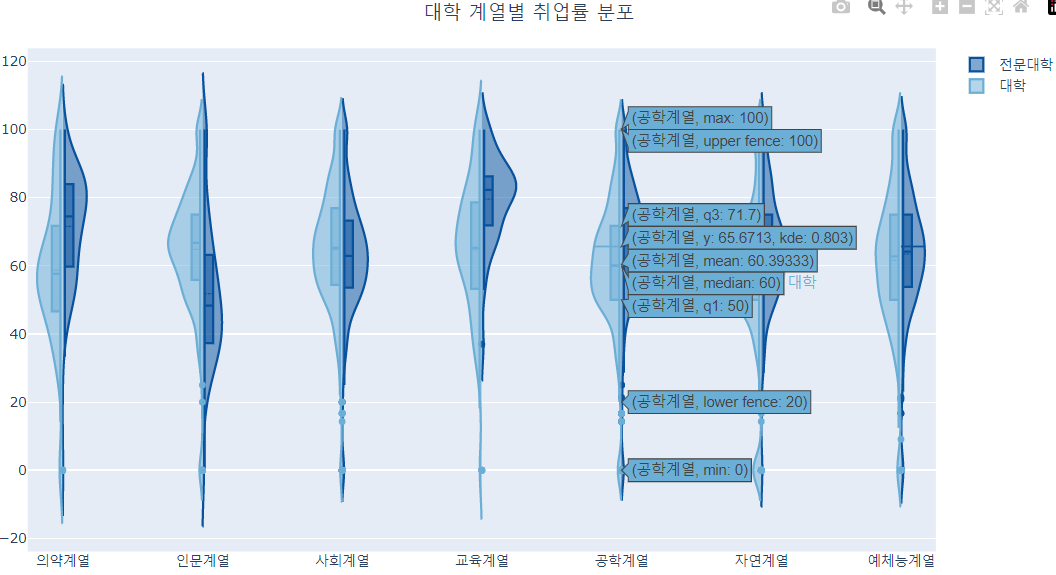 대학 계열별 취업률 분포
전문대학
대학
120
100
80
60
40
20
0
−20
(공학계열, max: 100)
(공학계열, upper fence: 100)
(공학계열, q3: 71.7)
(공학계열, y: 65.6713, kde: 0.803)
(공학계열, mean: 60.39333)
(공학계열, median: 60) 대학
(공학계열, q1: 50)
(공학계열, lower fence: 20)
(공학계열, min: 0)
의약계열 인문계열 사회계열 교육계열 공학계열 자연계열 예체능계열